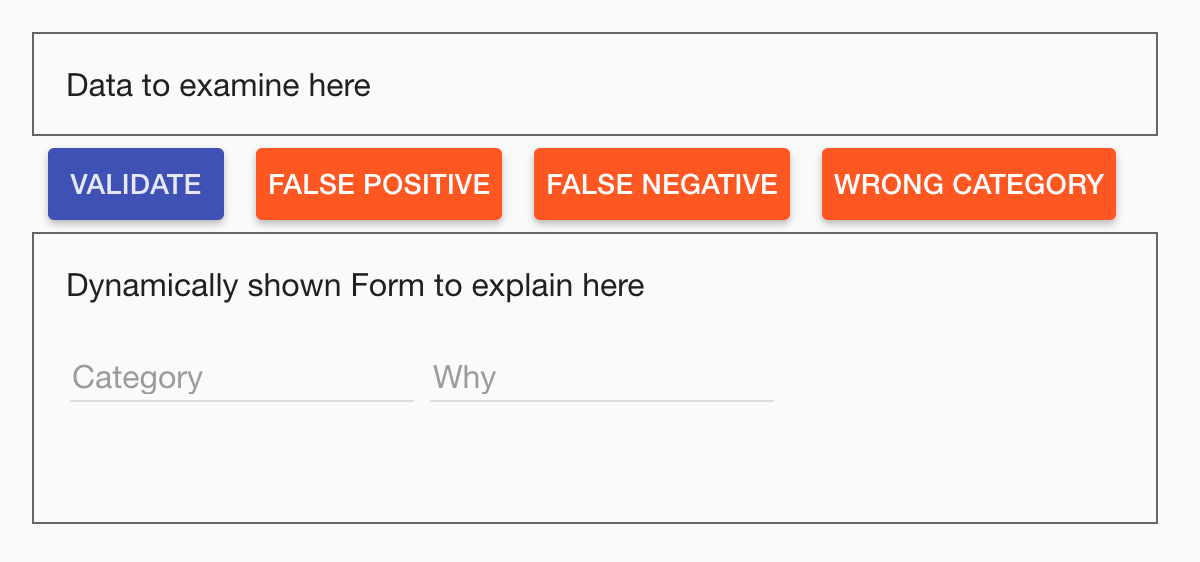 Data to examine here
VALIDATE FALSE POSITIVE FALSE NEGATIVE WRONG CATEGORY
Dynamically shown Form to explain here
Category Why